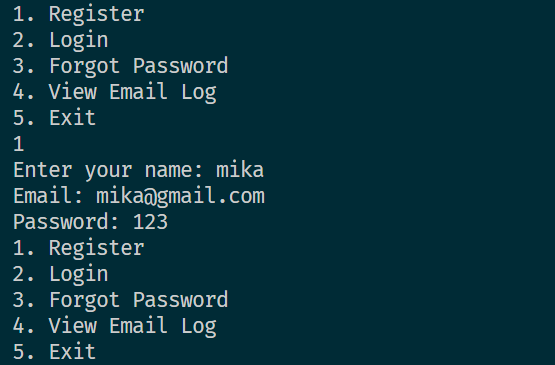 1. Register
2. Login
3. Forgot Password
4. View Email Log
5. Exit
1
Enter your name: mika
Email: mika@gmail.com
Password: 123
1. Register
2. Login
3. Forgot Password
4. View Email Log
5. Exit